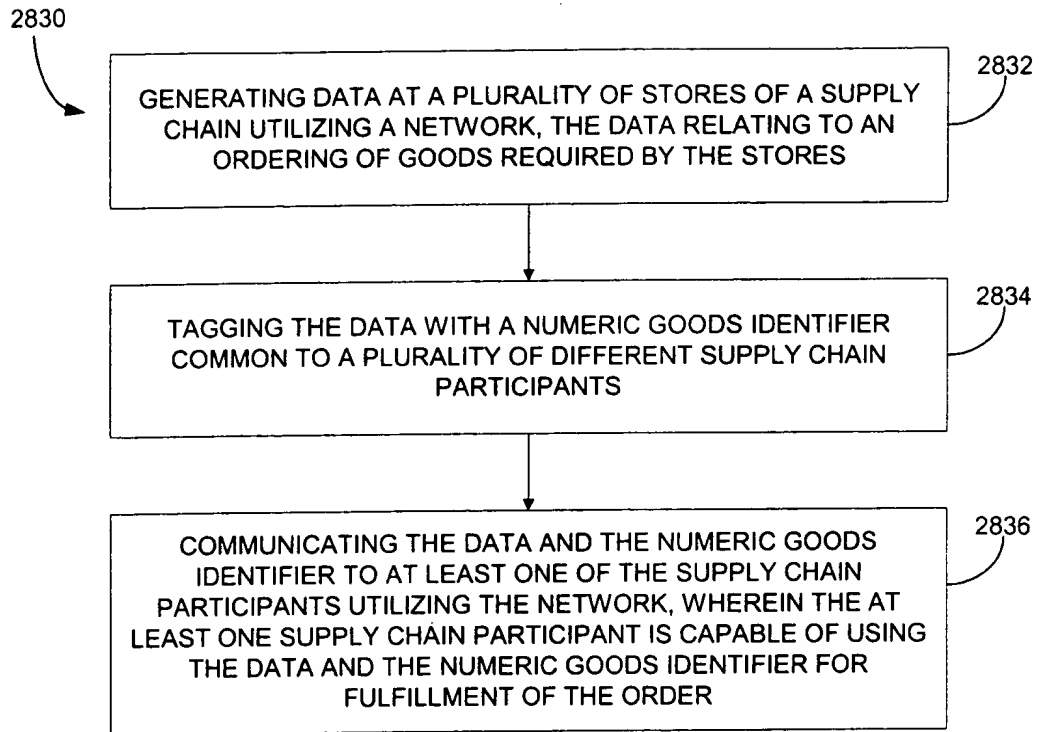 2830
2832
GENERATING DATA AT A PLURALITY OF STORES OF A SUPPLY
CHAIN UTILIZING A NETWORK, THE DATA RELATING TO AN
ORDERING OF GOODS REQUIRED BY THE STORES
2834
TAGGING THE DATA WITH A NUMERIC GOODS IDENTIFIER
COMMON TO A PLURALITY OF DIFFERENT SUPPLY CHAIN
PARTICIPANTS
2836
COMMUNICATING THE DATA AND THE NUMERIC GOODS
IDENTIFIER TO AT LEAST ONE OF THE SUPPLY CHAIN
PARTICIPANTS UTILIZING THE NETWORK, WHEREIN THE AT
LEAST ONE SUPPLY CHAIN PARTICIPANT IS CAPABLE OF USING
THE DATA AND THE NUMERIC GOODS IDENTIFIER FOR
FULFILLMENT OF THE ORDER